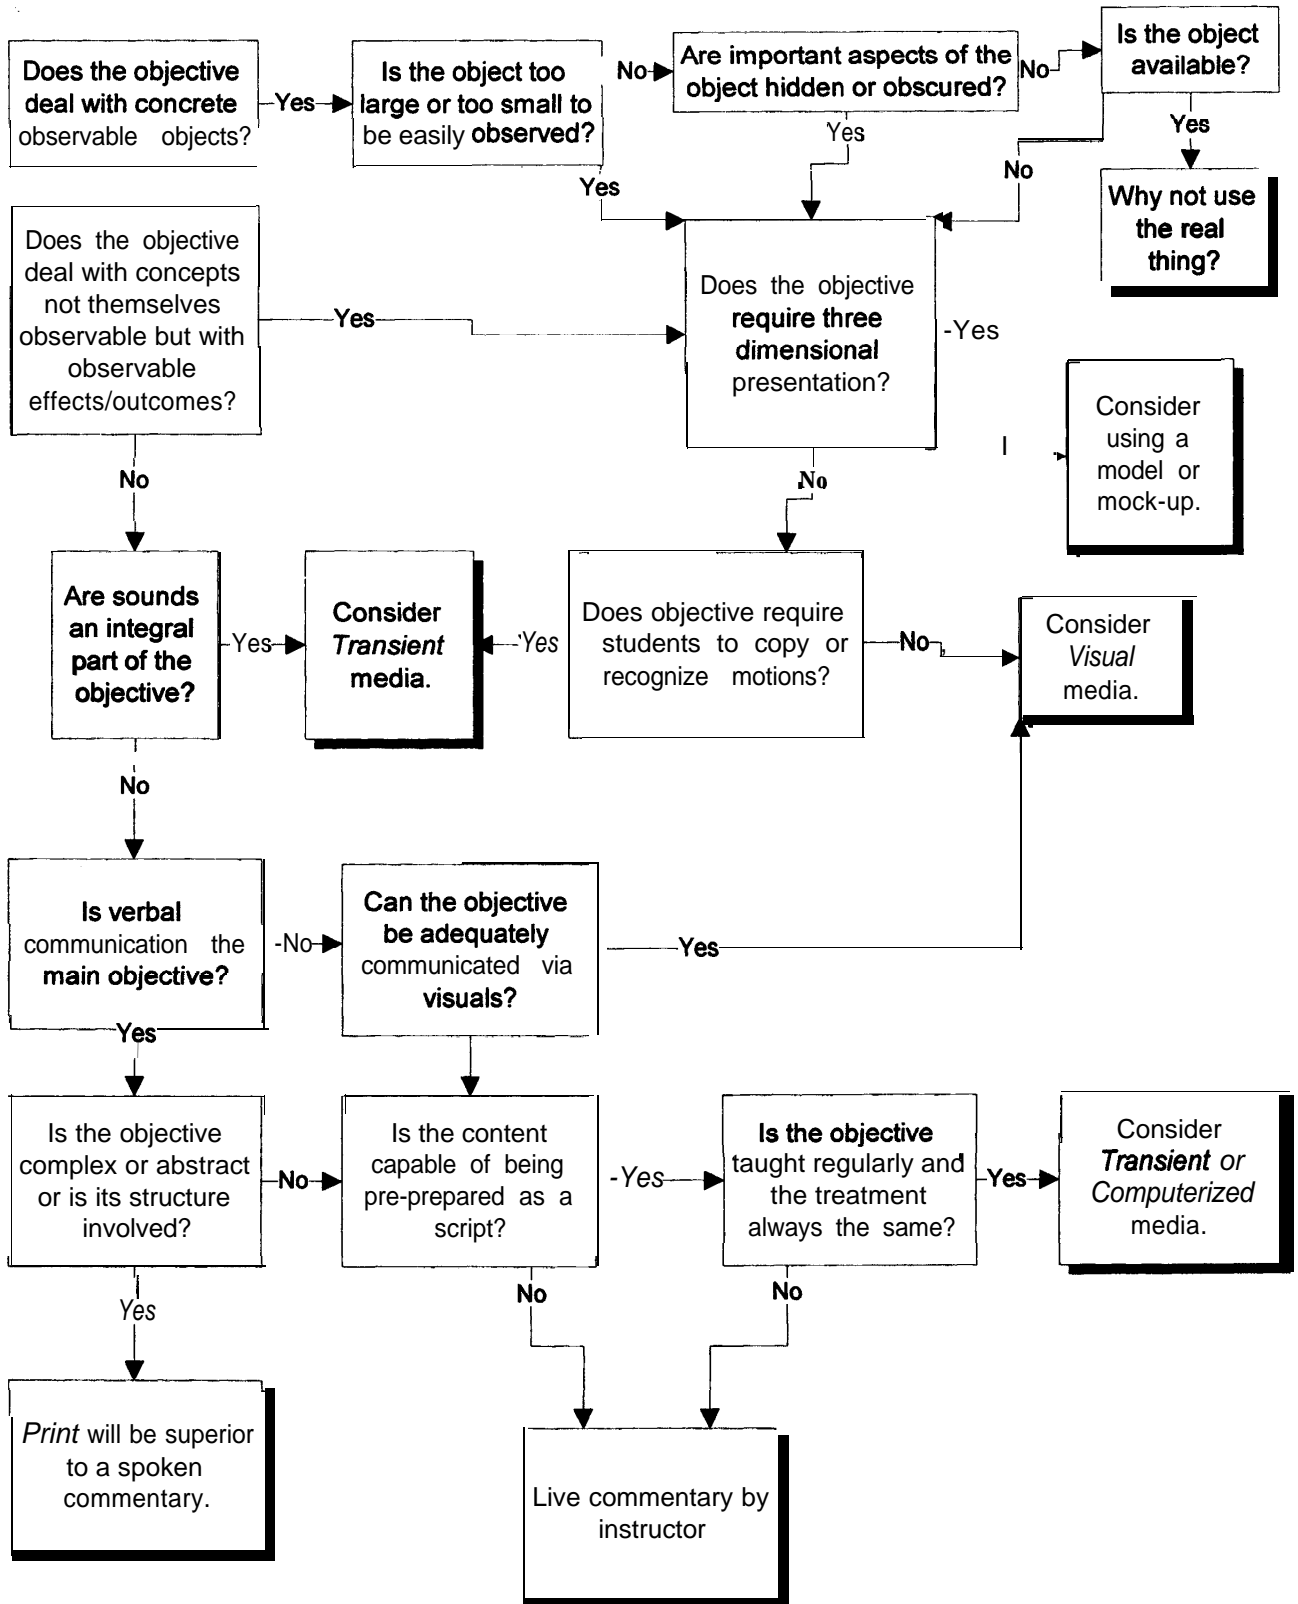 Does the objective
deal with concrete
observable objects?
Yes
Is the object too
large or too small to
be easily observed?
No
Are important aspects of the
object hidden or obscured?
No
Is the object
available?
Yes
Yes
Yes
No
Why not use
the real
thing?
Does the objective
deal with concepts
not themselves
observable but with
observable
effects/outcomes?
Yes
Does the objective
require three
dimensional
presentation?
-Yes
Consider
using a
model or
mock-up.
I
No
No
Are sounds
an integral
part of the
objective?
Yes
Consider
Transient
media.
Yes
Does objective require
students to copy or
recognize motions?
No
Consider
Visual
media.
No
Is verbal
communication the
main objective?
-No
Can the objective
be adequately
communicated via
visuals?
Yes
Yes
Is the objective
complex or abstract
or is its structure
involved?
No
Is the content
capable of being
pre-prepared as a
script?
-Yes
Is the objective
taught regularly and
the treatment
always the same?
Yes
Consider
Transient or
Computerized
media.
Yes
No
No
Print will be superior
to a spoken
commentary.
Live commentary by
instructor